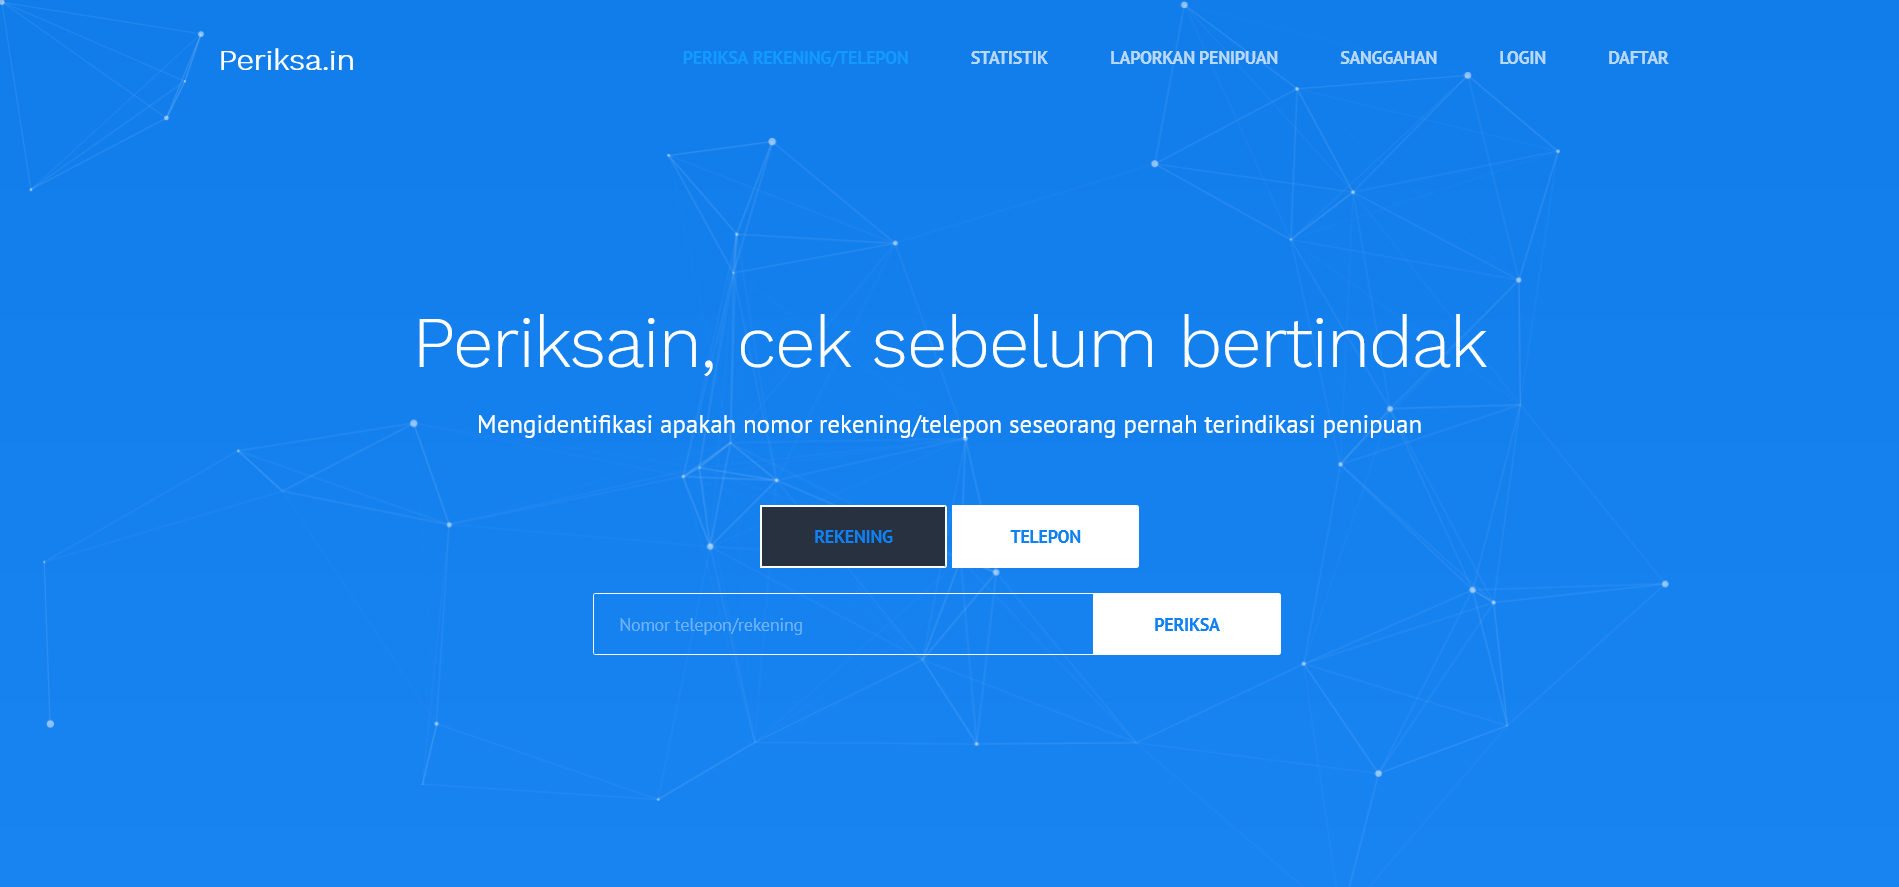 Periksa.in
PERIKSA REKENING/TELEPON STATISTIK LAPORKAN PENIPUAN SANGGAHAN LOGIN DAFTAR
Periksain, cek sebelum bertindak
Mengidentifikasi apakah nomor rekening/telepon seseorang pernah terindikasi penipuan
REKENING TELEPON
Nomor telepon/rekening PERIKSA